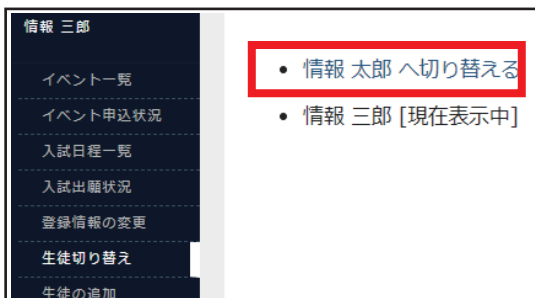 情報 三郎
イベント一覧
イベント申込状況
入試日程一覧
入試出願状況
登録情報の変更
生徒切り替え
生徒の追加
• 情報 太郎 へ切り替える
• 情報 三郎 [現在表示中]